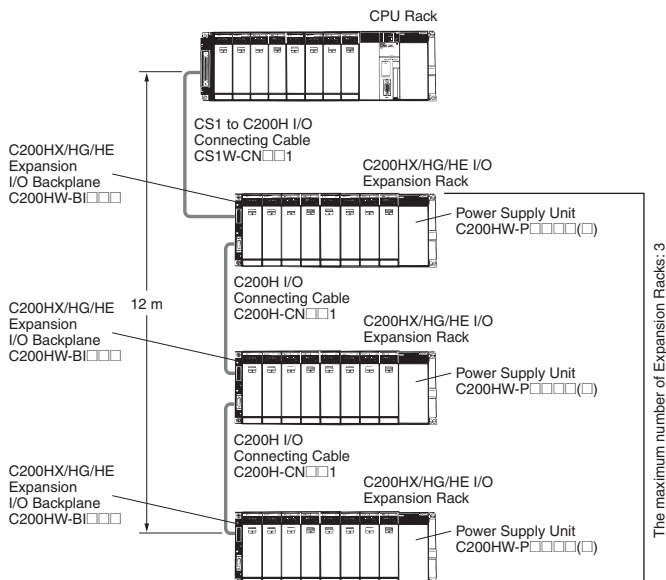 CPU Rack
CS1 to C200H I/O
Connecting Cable
CS1W-CN□□1
C200HX/HG/HE
Expansion
I/O Backplane
C200HW-BI□□□
C200HX/HG/HE I/O
Expansion Rack
Power Supply Unit
C200HW-P□□□□(□)
C200H I/O
Connecting Cable
C200H-CN□□1
12 m
C200HX/HG/HE
Expansion
I/O Backplane
C200HW-BI□□□
C200HX/HG/HE I/O
Expansion Rack
Power Supply Unit
C200HW-P□□□□(□)
C200H I/O
Connecting Cable
C200H-CN□□1
C200HX/HG/HE
Expansion
I/O Backplane
C200HW-BI□□□
C200HX/HG/HE I/O
Expansion Rack
Power Supply Unit
C200HW-P□□□□(□)
The maximum number of Expansion Racks: 3